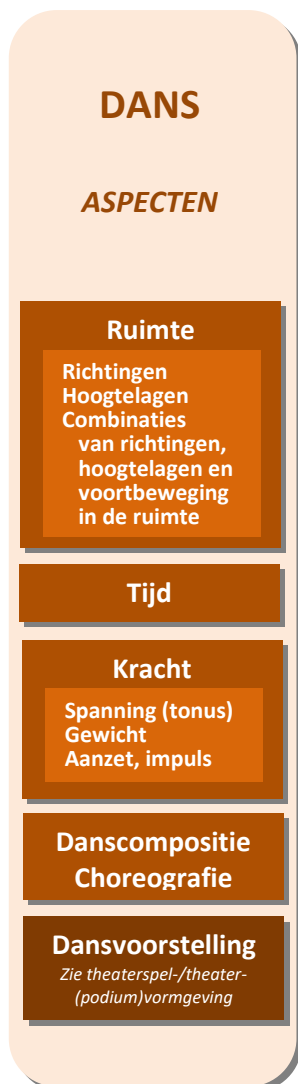 DANS
ASPECTEN
Ruimte
Richtingen
Hoogtelagen
Combinaties
van richtingen,
hoogtelagen en
voortbeweging
in de ruimte
Tijd
Kracht
Spanning (tonus)
Gewicht
Aanzet, impuls
Danscompositie
Choreografie
Dansvoorstelling
Zie theaterspel-/theater-
(podium)vormgeving